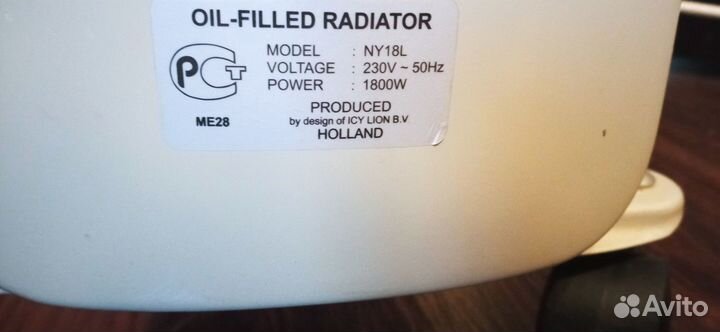 OIL-FILLED RADIATOR
MODEL : NY18L
VOLTAGE : 230V ~ 50Hz
POWER : 1800W
PCT
ME28
PRODUCED
by design of ICY LION B.V
HOLLAND
Avito